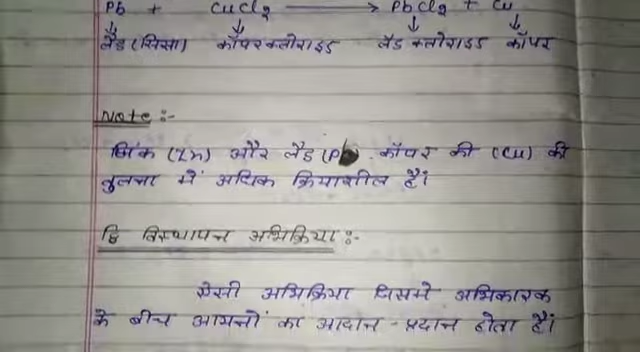 Pb + CuCl2 ⟶ PbCl2 + Cu
↓ ↓ ↓ ↓
लैड (सिसा) कॉपर क्लोराइड लैड क्लोराइड कॉपर
Note :-
जिंक (Zn) और लैड (Pb) कॉपर की (Cu) की
तुलना में अधिक क्रियाशील है।
द्वि विस्थापन अभिक्रिया :-
ऐसी अभिक्रिया जिसमे अभिकारक
के बीच आयनों का आदान - प्रदान होता है।